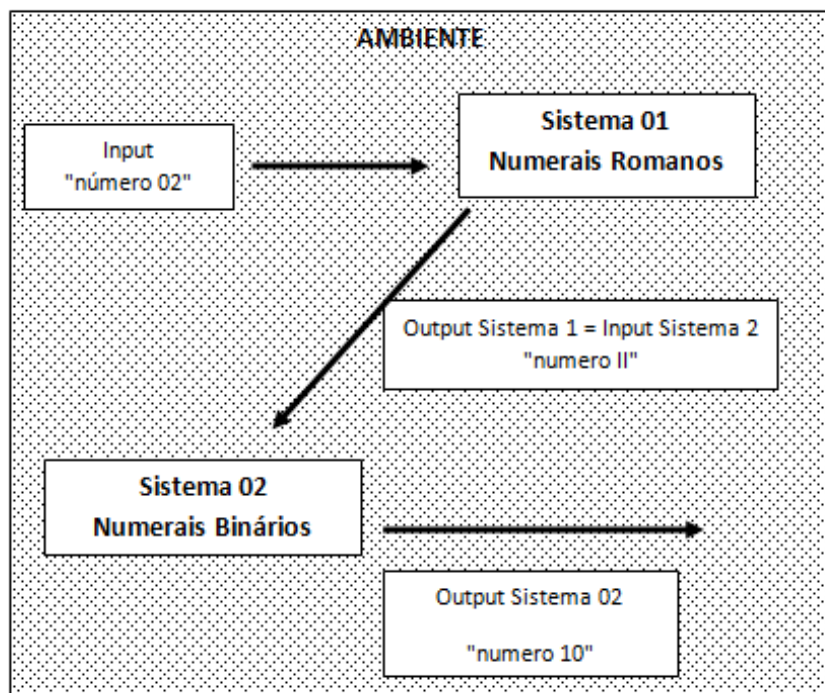 AMBIENTE
Input
"número 02"
Sistema 01
Numerais Romanos
Output Sistema 1 = Input Sistema 2
"numero II"
Sistema 02
Numerais Binários
Output Sistema 02
"numero 10"